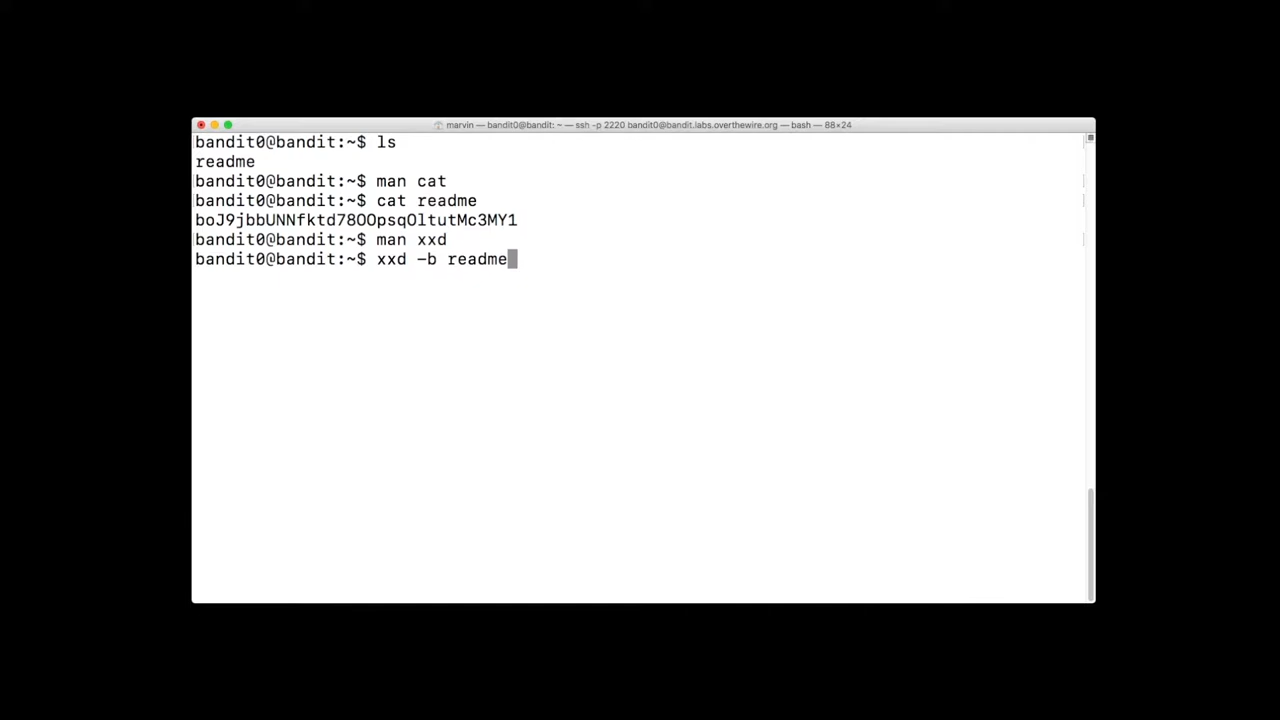 marvin — bandit0@bandit: ~ — ssh -p 2220 bandit0@bandit.labs.overthewire.org — bash — 88×24
bandit0@bandit:~$ ls
readme
bandit0@bandit:~$ man cat
bandit0@bandit:~$ cat readme
boJ9jbbUNNfktd78OOpsqOltutMc3MY1
bandit0@bandit:~$ man xxd
bandit0@bandit:~$ xxd -b readme